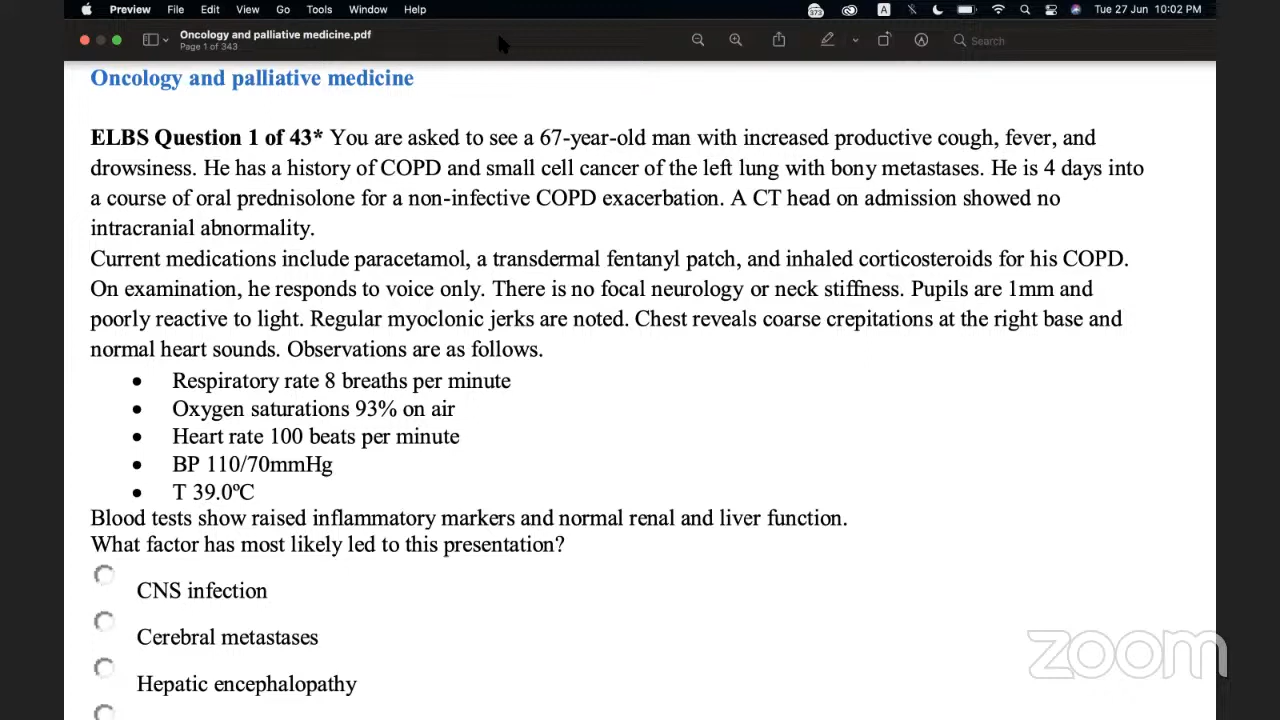 Preview File Edit View Go Tools Window Help 373 A Tue 27 Jun 10:02 PM
Oncology and palliative medicine.pdf
Page 1 of 343
Search
Oncology and palliative medicine
ELBS Question 1 of 43* You are asked to see a 67-year-old man with increased productive cough, fever, and
drowsiness. He has a history of COPD and small cell cancer of the left lung with bony metastases. He is 4 days into
a course of oral prednisolone for a non-infective COPD exacerbation. A CT head on admission showed no
intracranial abnormality.
Current medications include paracetamol, a transdermal fentanyl patch, and inhaled corticosteroids for his COPD.
On examination, he responds to voice only. There is no focal neurology or neck stiffness. Pupils are 1mm and
poorly reactive to light. Regular myoclonic jerks are noted. Chest reveals coarse crepitations at the right base and
normal heart sounds. Observations are as follows.
• Respiratory rate 8 breaths per minute
• Oxygen saturations 93% on air
• Heart rate 100 beats per minute
• BP 110/70mmHg
• T 39.0ºC
Blood tests show raised inflammatory markers and normal renal and liver function.
What factor has most likely led to this presentation?
CNS infection
Cerebral metastases
Hepatic encephalopathy
zoom